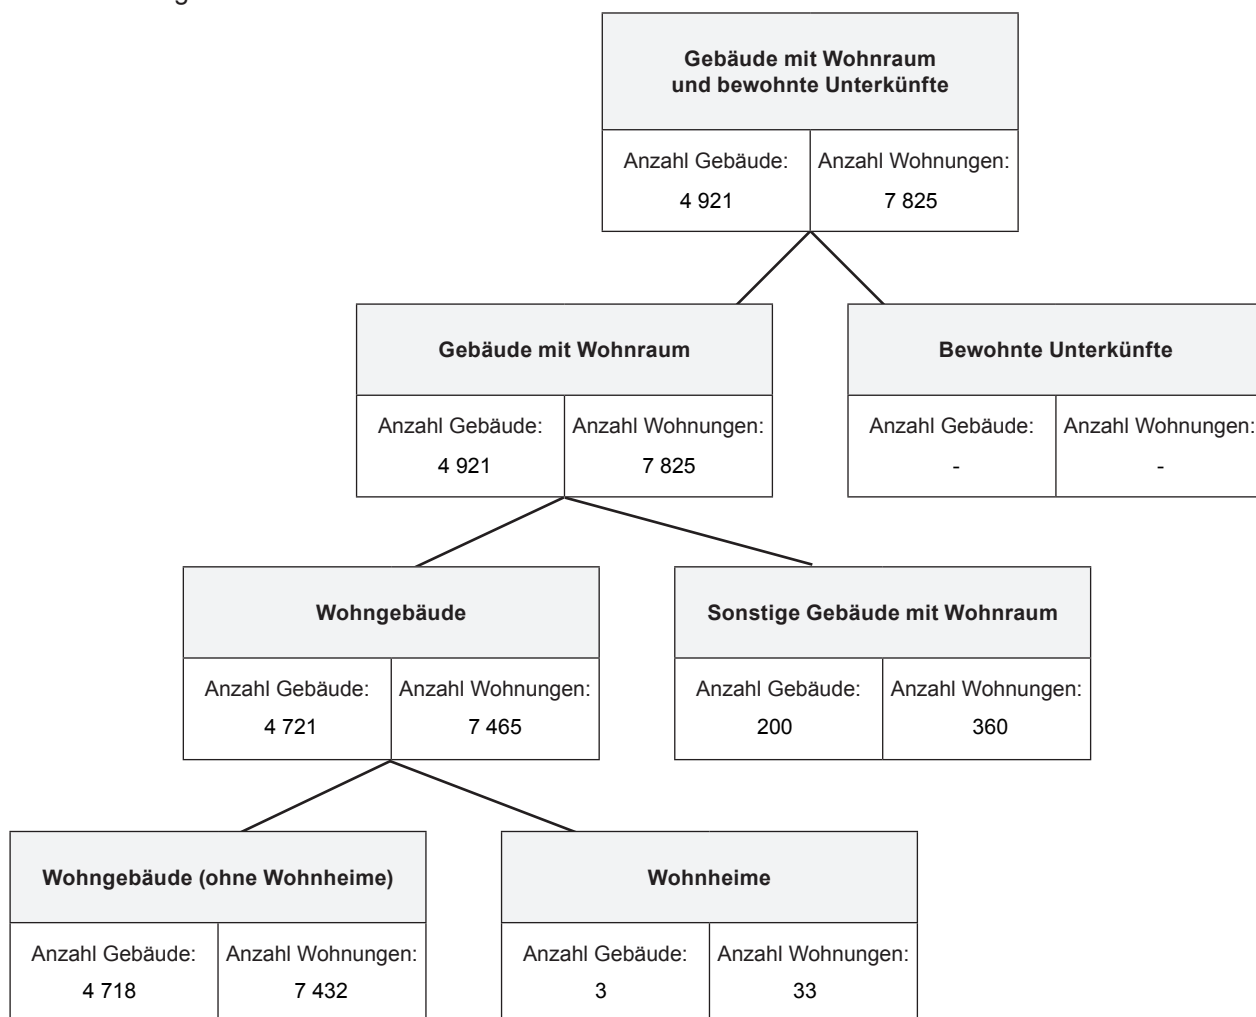 Gebäude mit Wohnraum
und bewohnte Unterkünfte
Anzahl Gebäude: Anzahl Wohnungen:
4 921 7 825
Gebäude mit Wohnraum
Bewohnte Unterkünfte
Anzahl Gebäude: Anzahl Wohnungen:
4 921 7 825
Anzahl Gebäude: Anzahl Wohnungen:
- -
Wohngebäude
Sonstige Gebäude mit Wohnraum
Anzahl Gebäude: Anzahl Wohnungen:
4 721 7 465
Anzahl Gebäude: Anzahl Wohnungen:
200 360
Wohngebäude (ohne Wohnheime)
Wohnheime
Anzahl Gebäude: Anzahl Wohnungen:
4 718 7 432
Anzahl Gebäude: Anzahl Wohnungen:
3 33